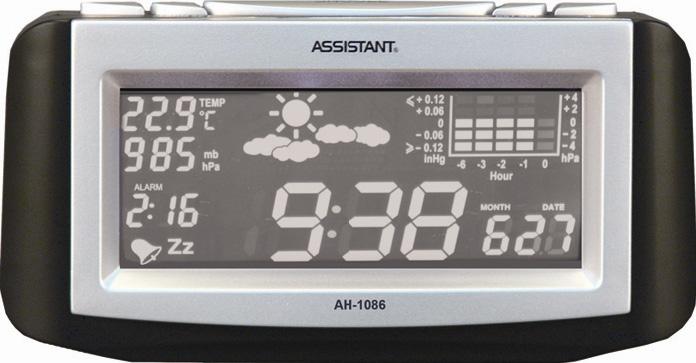 ASSISTANT®
22.9 TEMP °C
985 mb hPa
ALARM
2:16
Zz
9:38
≤ + 0.12 +4
+ 0.06 +2
0 0
- 0.06 -2
≥ - 0.12 -4
inHg -6 -3 -2 -1 0 hPa
Hour
MONTH DATE
6 27
AH-1086